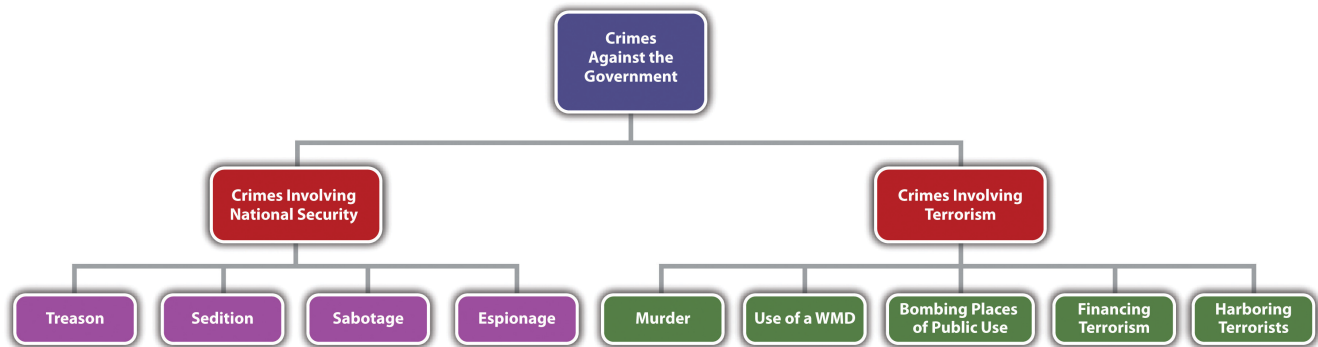 Crimes
Against the
Government
Crimes Involving
National Security
Crimes Involving
Terrorism
Treason
Sedition
Sabotage
Espionage
Murder
Use of a WMD
Bombing Places
of Public Use
Financing
Terrorism
Harboring
Terrorists